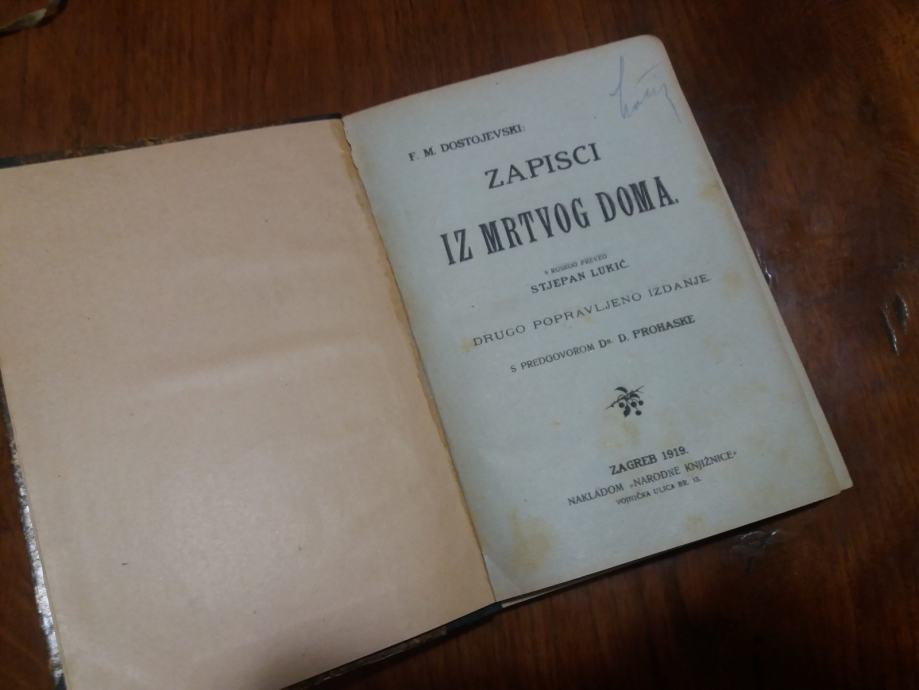 F. M. DOSTOJEVSKI:
ZAPISCI
IZ MRTVOG DOMA.
S RUSKOG PREVEO
STJEPAN LUKIĆ.
DRUGO POPRAVLJENO IZDANJE.
S PREDGOVOROM DR. D. PROHASKE
ZAGREB 1919.
NAKLADOM „NARODNE KNJIŽNICE“
VOJNIČKA ULICA BR. 13.